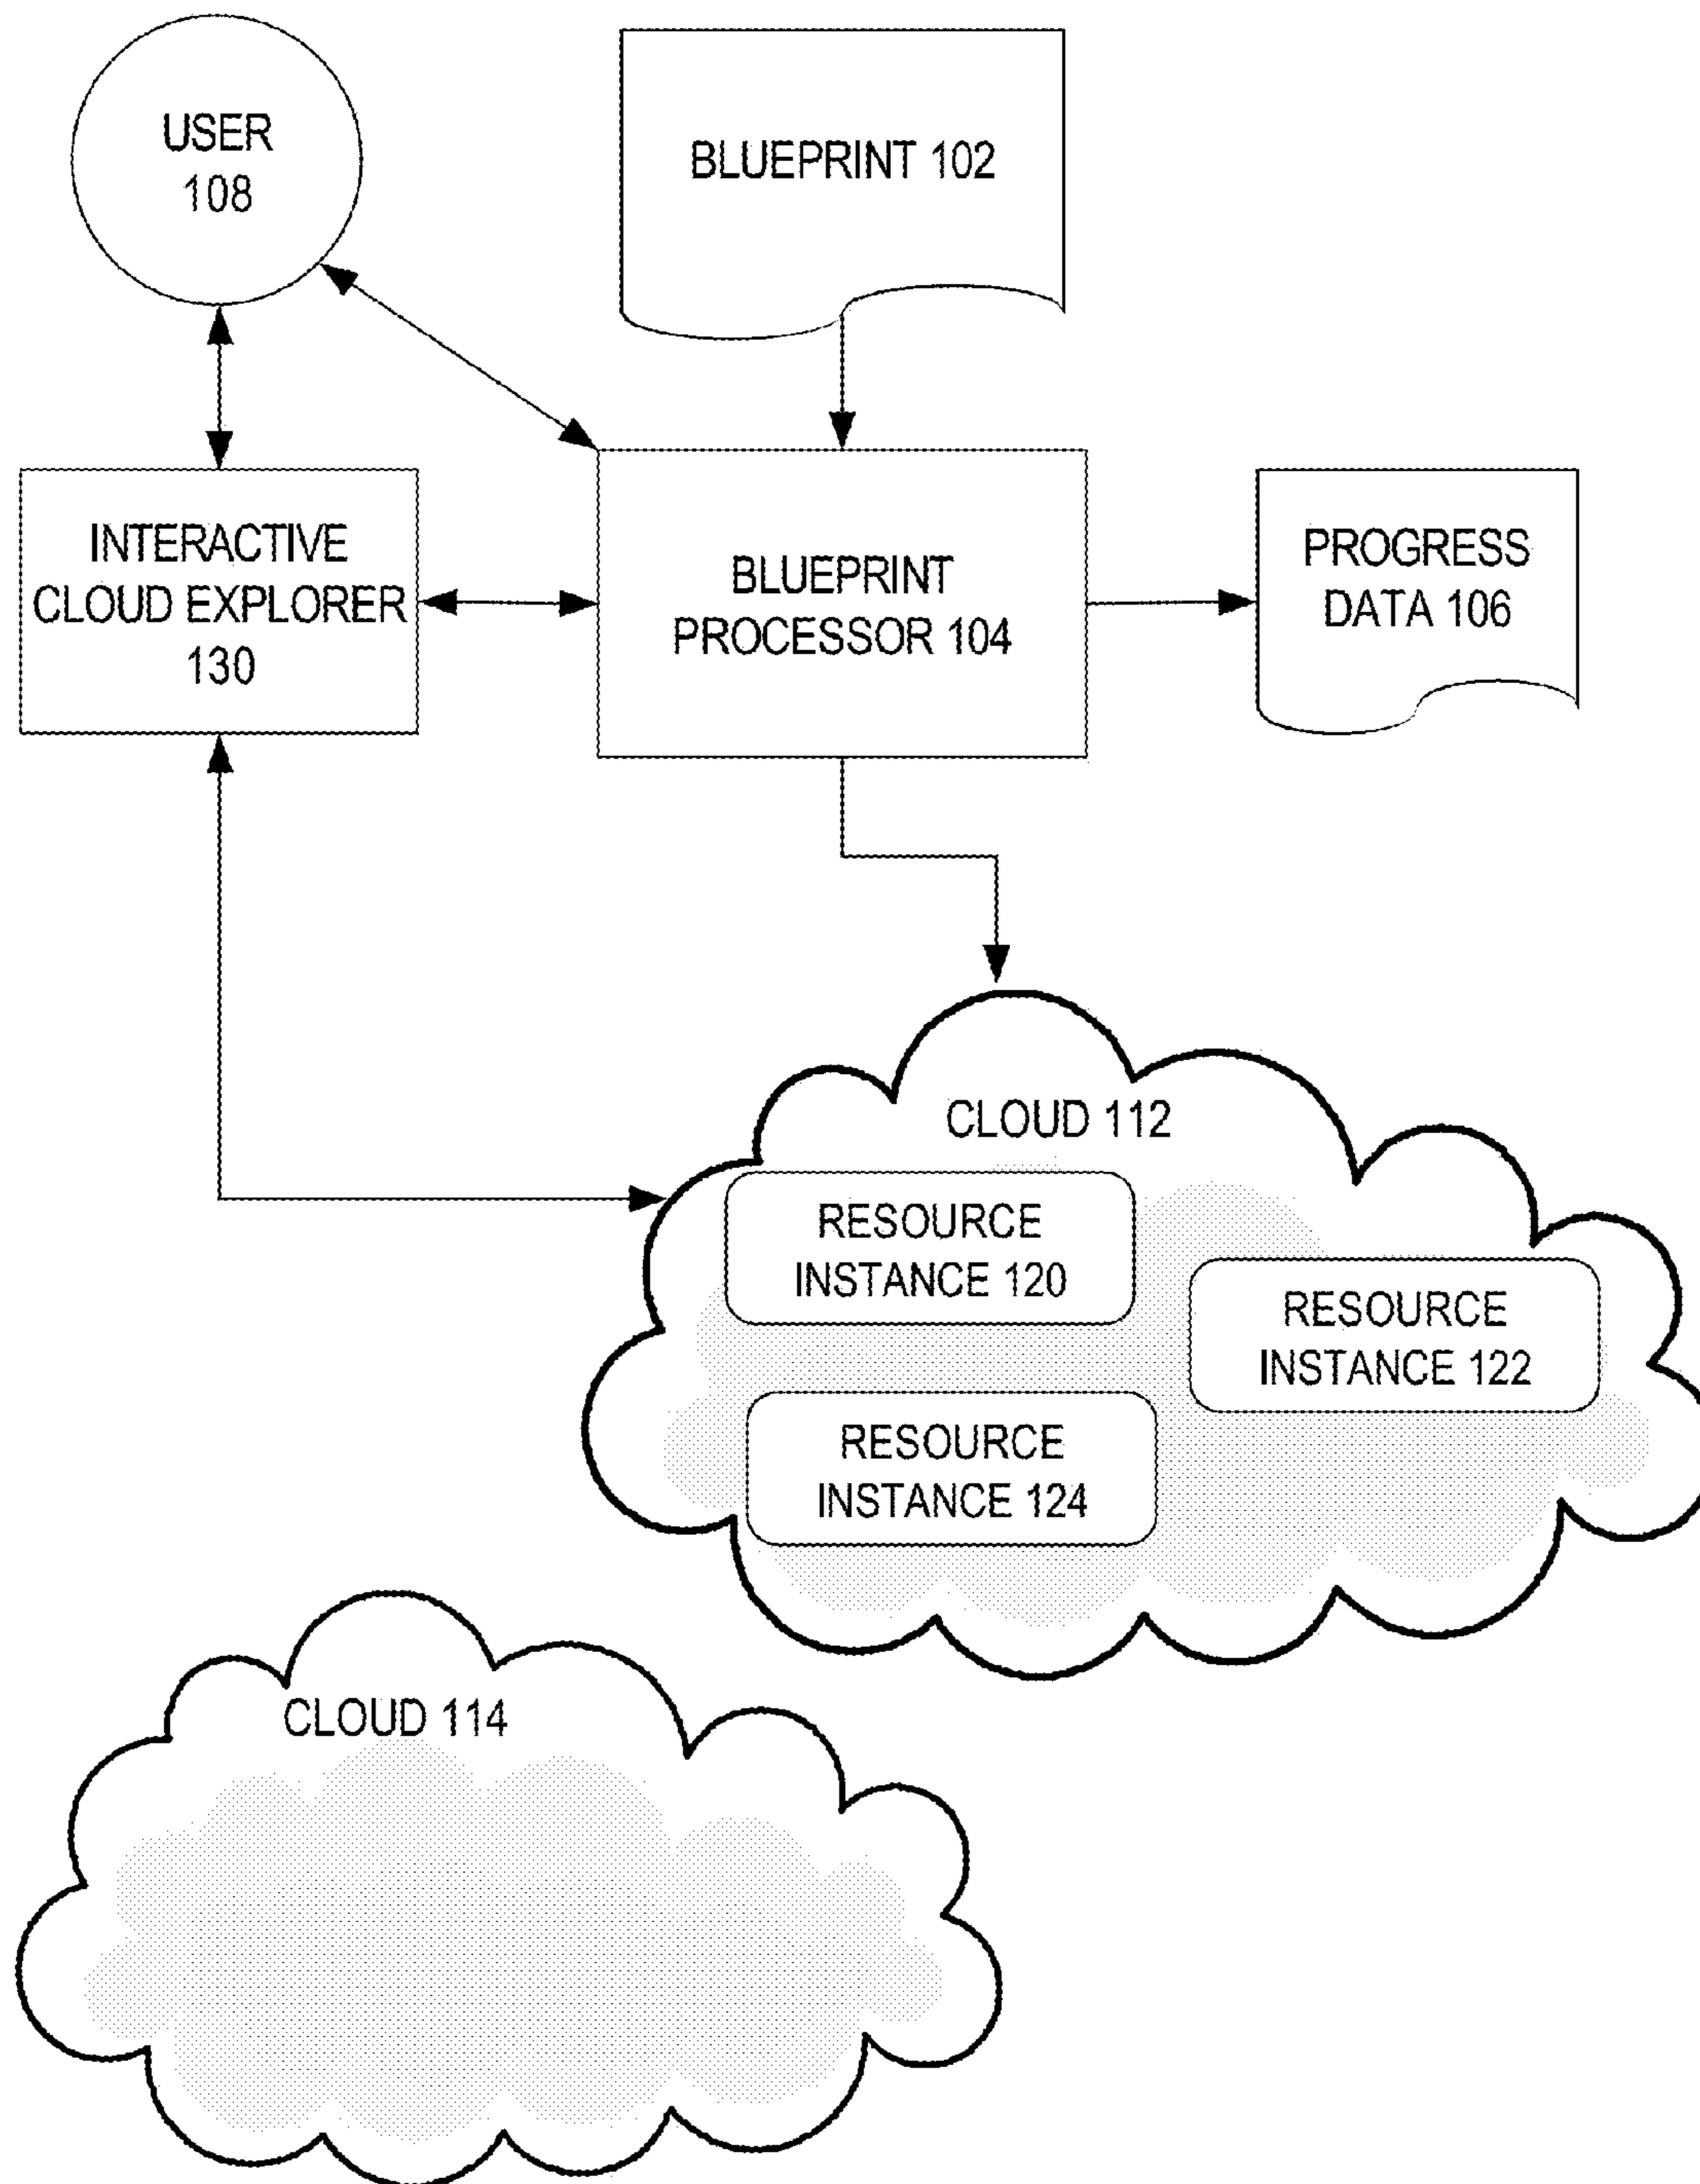 USER
108
BLUEPRINT 102
INTERACTIVE
CLOUD EXPLORER
130
BLUEPRINT
PROCESSOR 104
PROGRESS
DATA 106
CLOUD 112
RESOURCE
INSTANCE 120
RESOURCE
INSTANCE 122
RESOURCE
INSTANCE 124
CLOUD 114